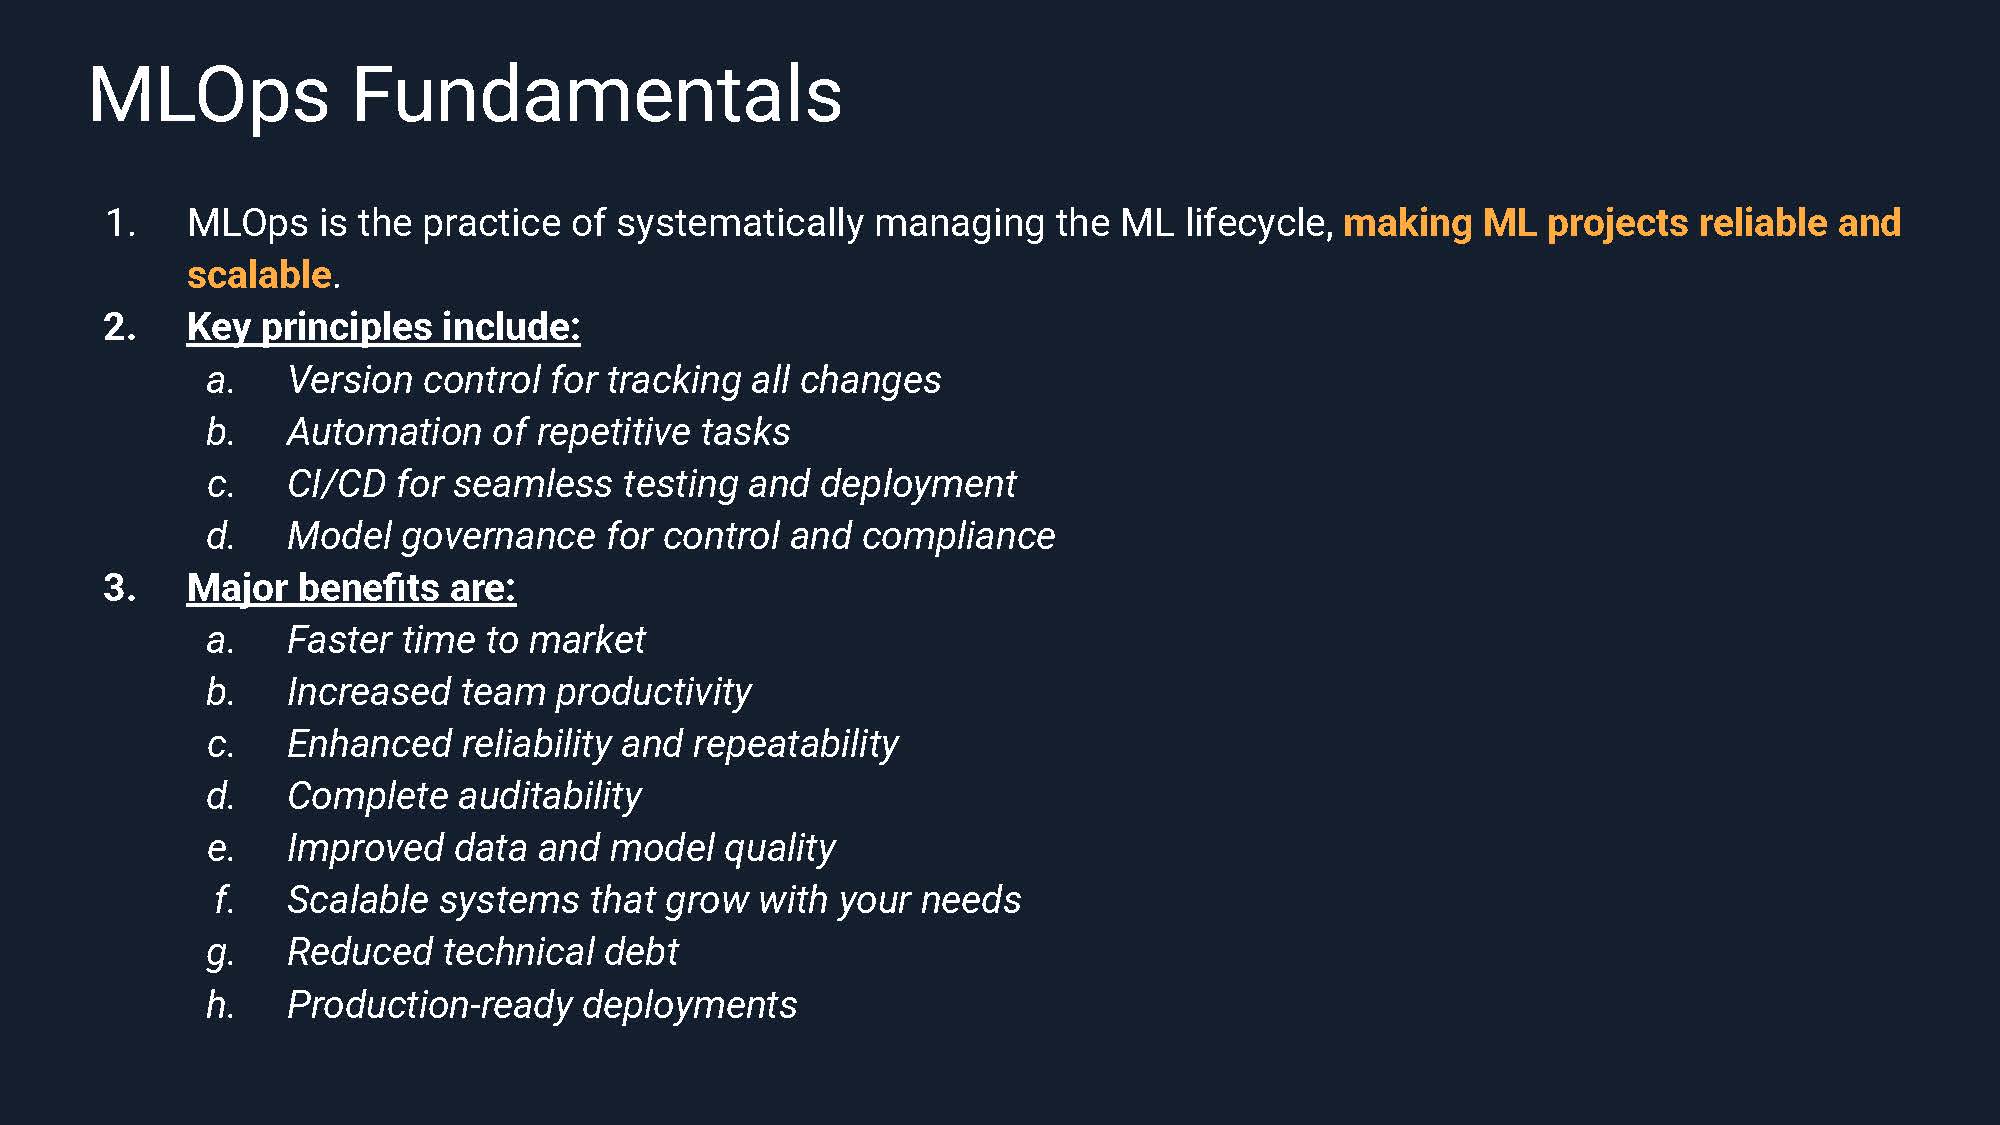 MLOps Fundamentals
1. MLOps is the practice of systematically managing the ML lifecycle, making ML projects reliable and
scalable.
2. Key principles include:
a. Version control for tracking all changes
b. Automation of repetitive tasks
c. CI/CD for seamless testing and deployment
d. Model governance for control and compliance
3. Major benefits are:
a. Faster time to market
b. Increased team productivity
c. Enhanced reliability and repeatability
d. Complete auditability
e. Improved data and model quality
f. Scalable systems that grow with your needs
g. Reduced technical debt
h. Production-ready deployments